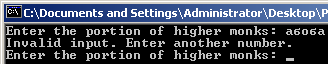 C:\Documents and Settings\Administrator\Desktop\P
Enter the portion of higher monks: asosa
Invalid input. Enter another number.
Enter the portion of higher monks: _